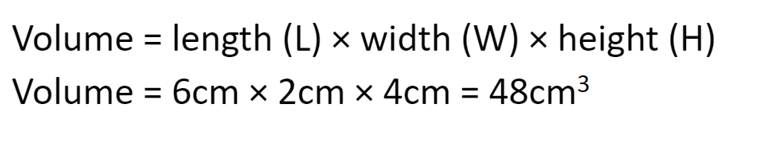 Volume = length (L) × width (W) × height (H)
Volume = 6cm × 2cm × 4cm = 48cm³